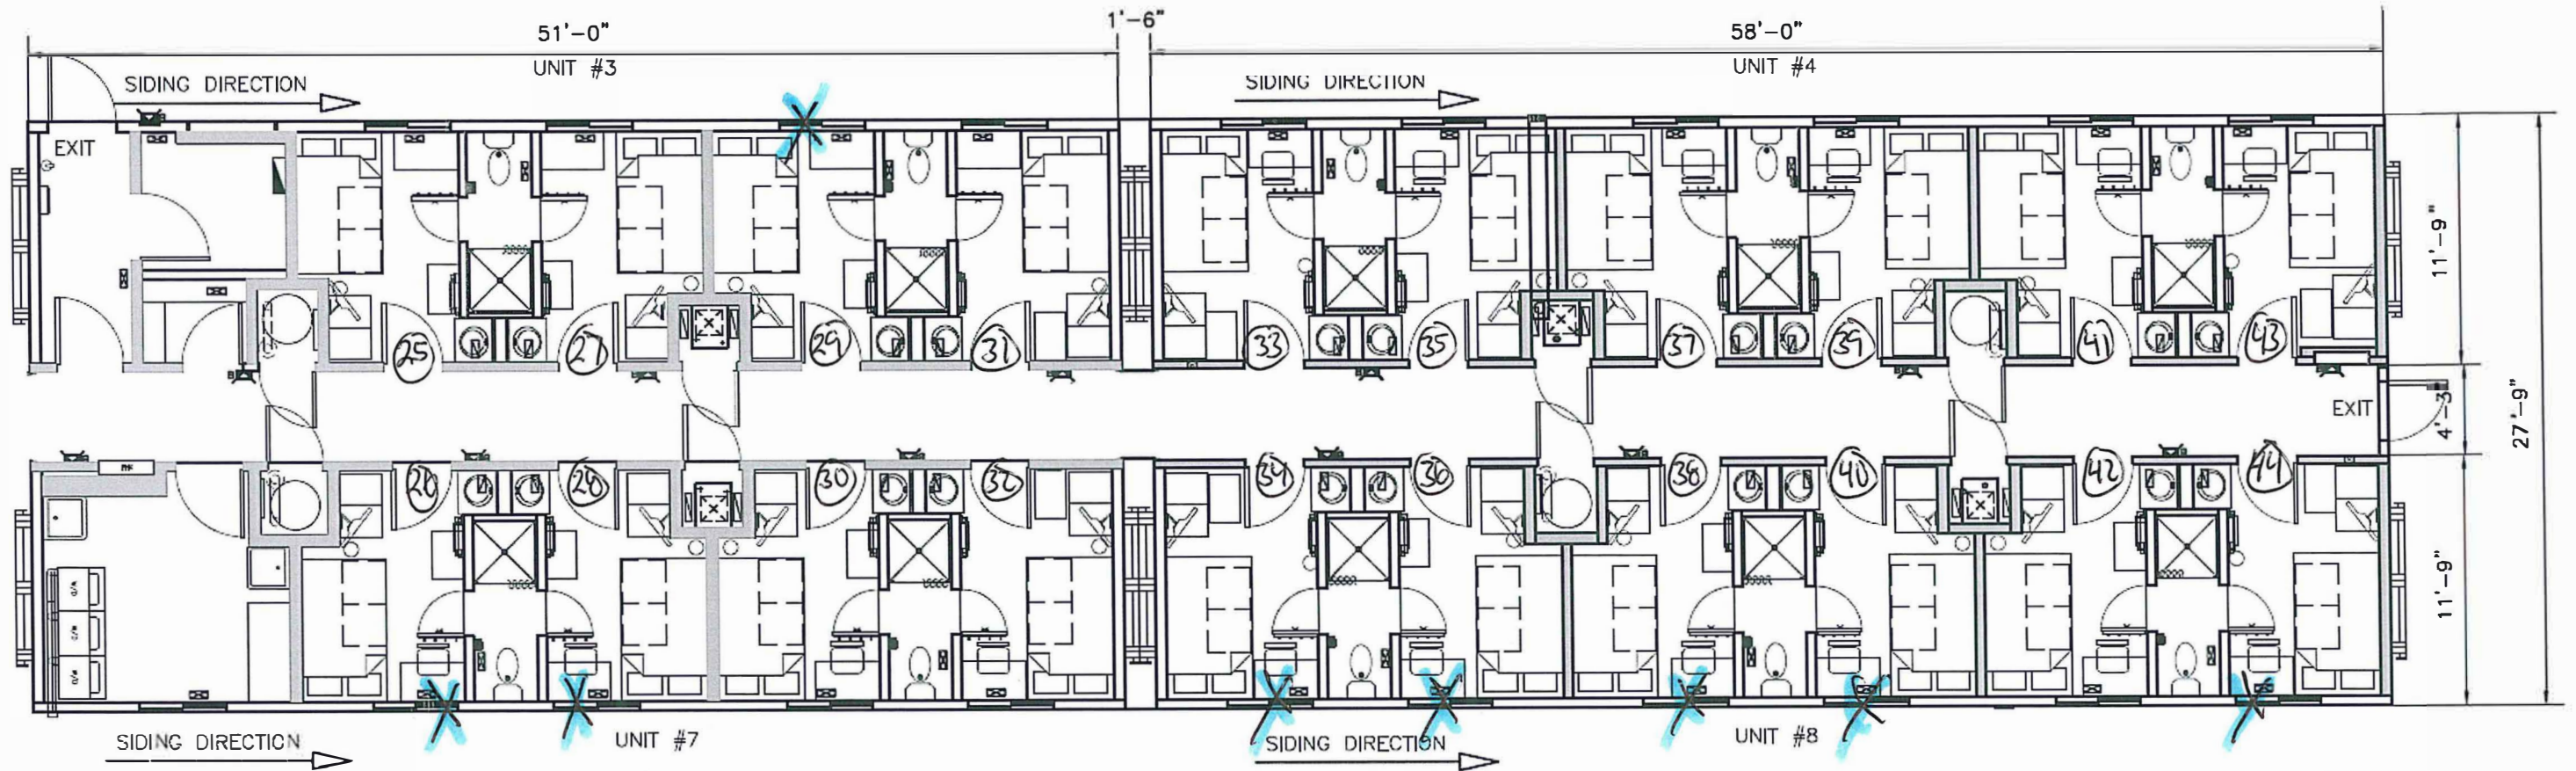 51'-0"
1'-6"
58'-0"
UNIT #3
UNIT #4
SIDING DIRECTION
SIDING DIRECTION
EXIT
11'-9"
25
27
29
31
33
35
37
39
41
43
EXIT
4'-3"
27'-9"
28
30
32
34
36
38
40
42
44
11'-9"
W/D
W/D
W/D
SIDING DIRECTION
UNIT #7
SIDING DIRECTION
UNIT #8